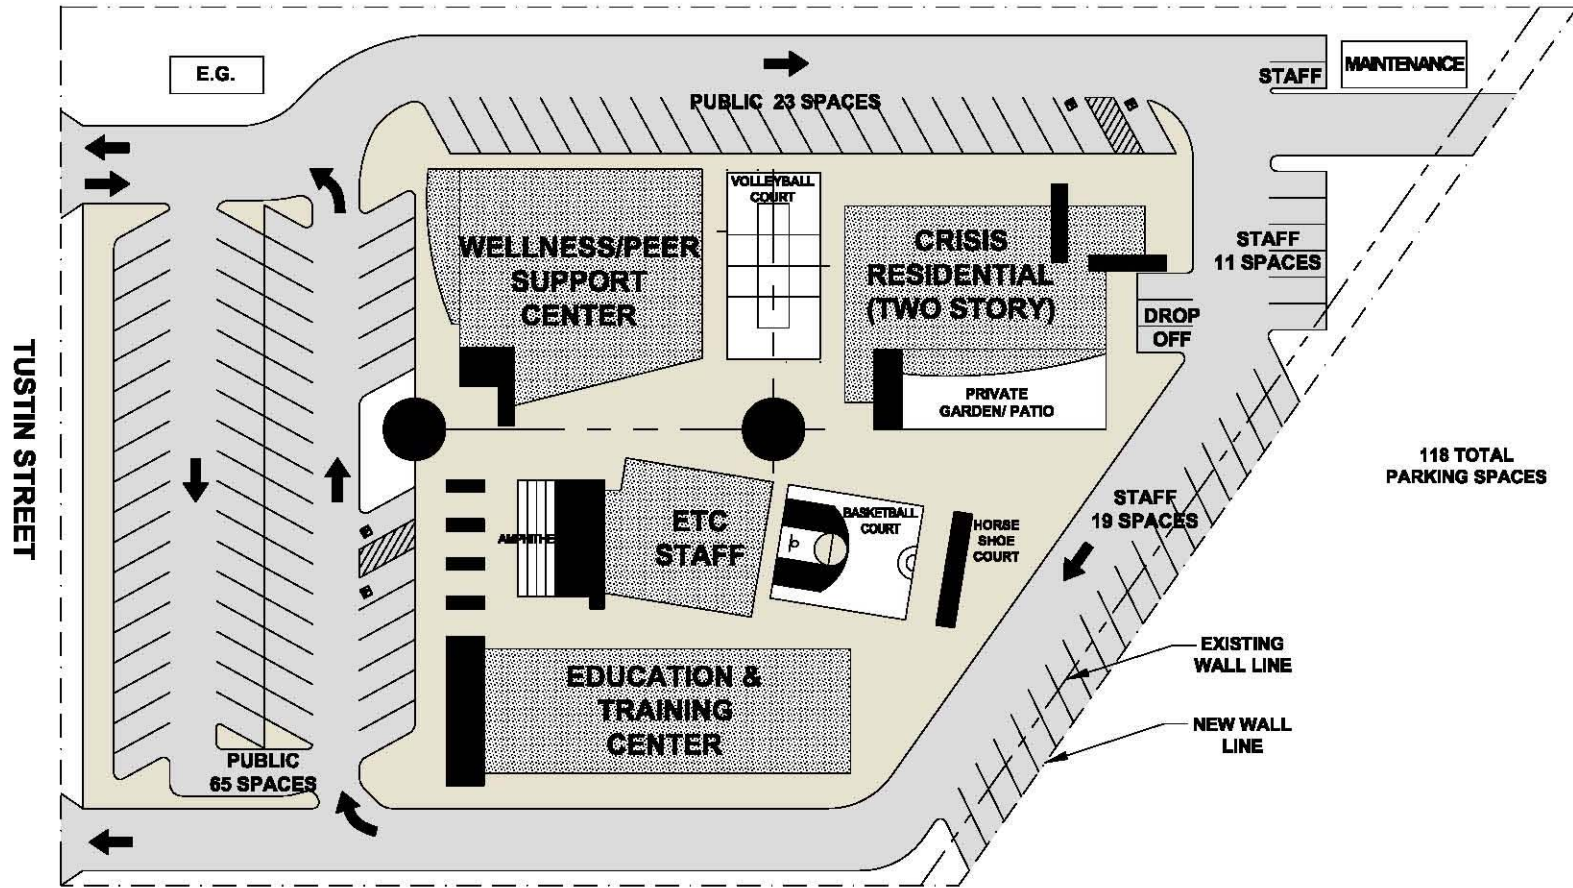 E.G.
PUBLIC 23 SPACES
STAFF
MAINTENANCE
VOLLEYBALL
COURT
WELLNESS/PEER
SUPPORT
CENTER
CRISIS
RESIDENTIAL
(TWO STORY)
STAFF
11 SPACES
DROP
OFF
PRIVATE
GARDEN/ PATIO
TUSTIN STREET
118 TOTAL
PARKING SPACES
AMPHITHE
ETC
STAFF
BASKETBALL
COURT
HORSE
SHOE
COURT
STAFF
19 SPACES
EDUCATION &
TRAINING
CENTER
EXISTING
WALL LINE
NEW WALL
LINE
PUBLIC
65 SPACES